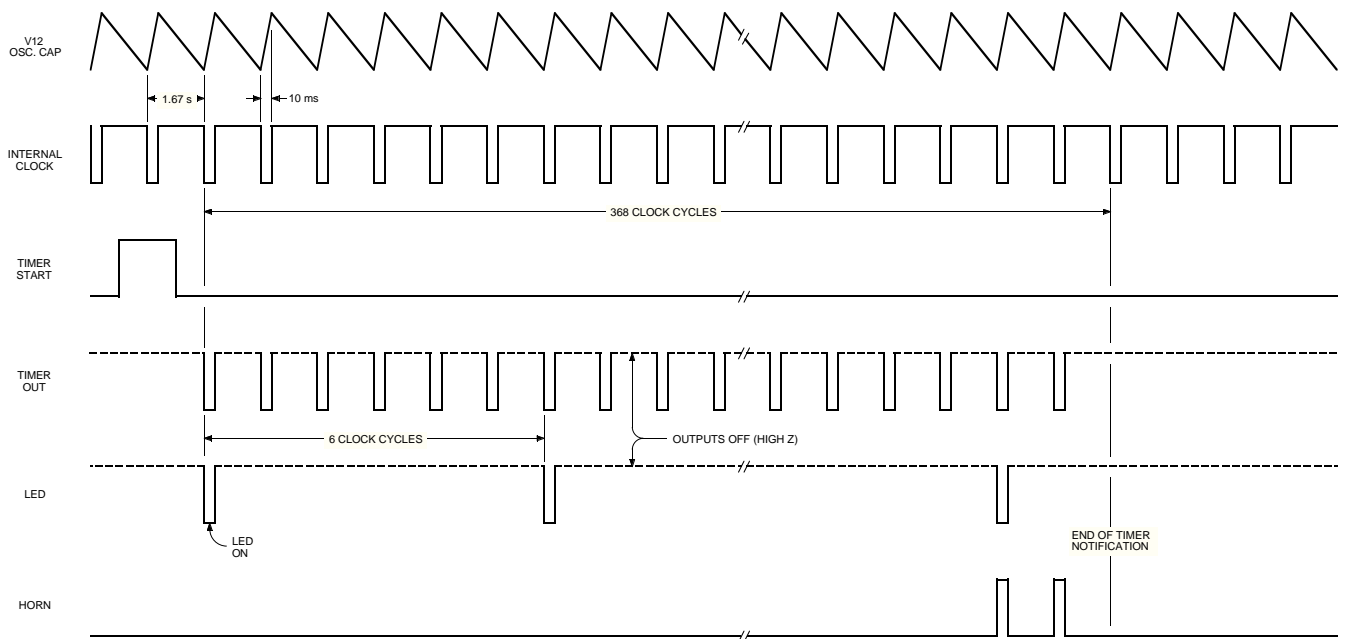 V12
OSC. CAP
1.67 s
10 ms
INTERNAL
CLOCK
368 CLOCK CYCLES
TIMER
START
TIMER
OUT
6 CLOCK CYCLES
OUTPUTS OFF (HIGH Z)
LED
LED
ON
END OF TIMER
NOTIFICATION
HORN